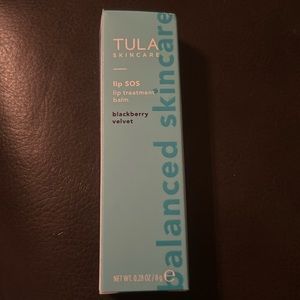 TULA
SKINCARE
lip SOS
lip treatment
balm
blackberry
velvet
NET WT. 0.28 OZ / 8 g e
balanced skincare